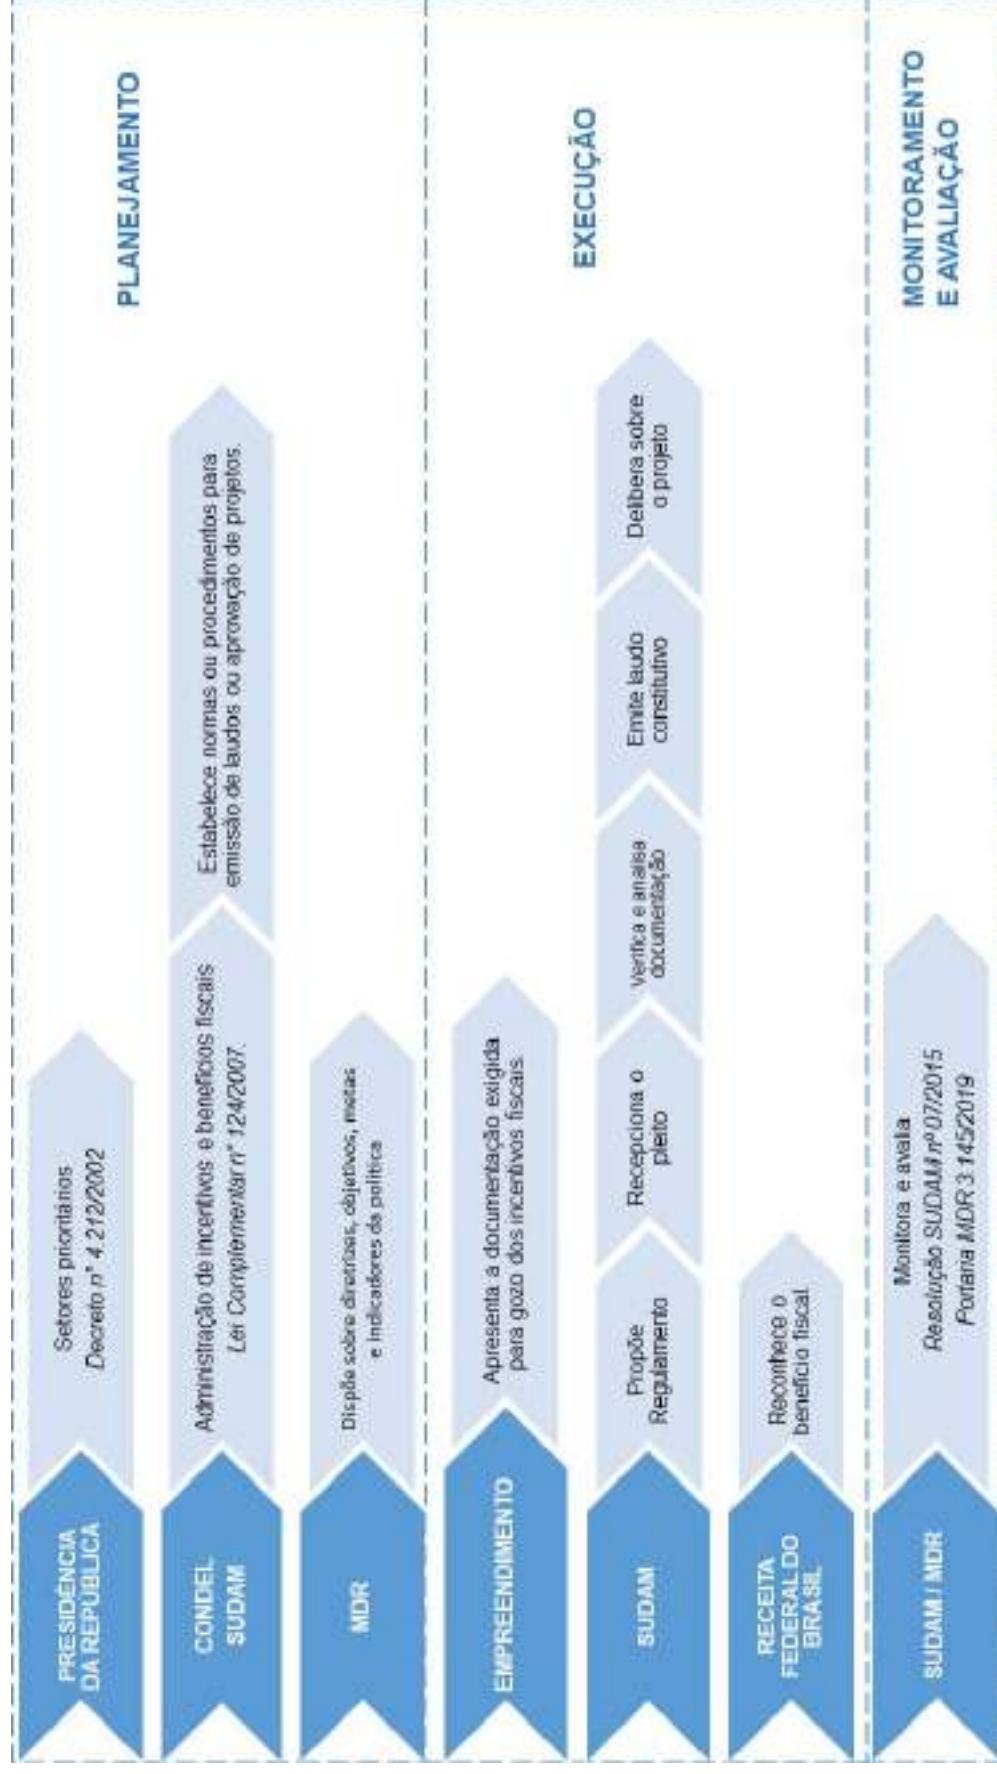 PRESIDÊNCIA
DA REPÚBLICA
Setores prioritários
Decreto n° 4.212/2002
PLANEJAMENTO
CONDEL
SUDAM
Administração de incentivos e benefícios fiscais
Lei Complementar n° 124/2007.
Estabelece normas ou procedimentos para
emissão de laudos ou aprovação de projetos.
MDR
Dispõe sobre diretrizes, objetivos, metas
e indicadores da política
EMPREENDIMENTO
Apresenta a documentação exigida
para gozo dos incentivos fiscais.
EXECUÇÃO
SUDAM
Propõe
Regulamento
Recepciona o
pleito
Verifica e analisa
documentação
Emite laudo
constitutivo
Delibera sobre
o projeto
RECEITA
FEDERAL DO
BRASIL
Reconhece o
benefício fiscal.
SUDAM / MDR
Monitora e avalia
Resolução SUDAM nº 07/2015
Portaria MDR 3.145/2019
MONITORAMENTO
E AVALIAÇÃO